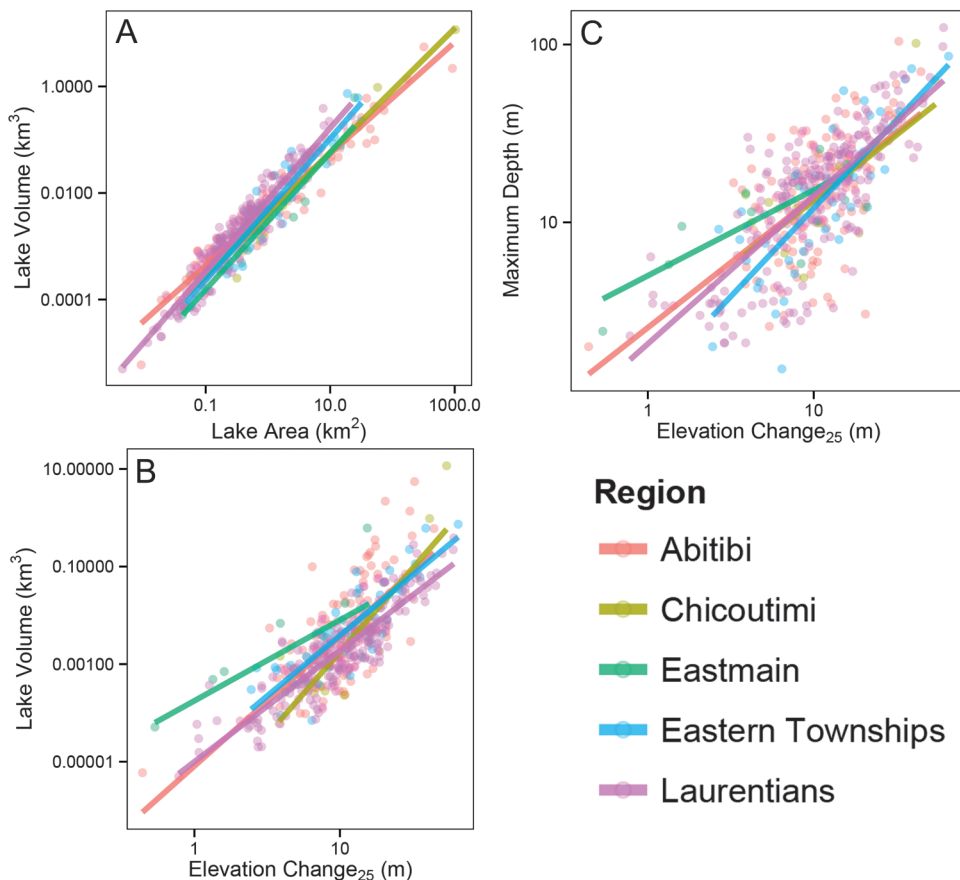 A
Lake Volume (km³)
1.0000
0.0100
0.0001
0.1
10.0
1000.0
Lake Area (km²)
C
Maximum Depth (m)
100
10
1
10
Elevation Change₂₅ (m)
B
Lake Volume (km³)
10.00000
0.10000
0.00100
0.00001
1
10
Elevation Change₂₅ (m)
Region
Abitibi
Chicoutimi
Eastmain
Eastern Townships
Laurentians